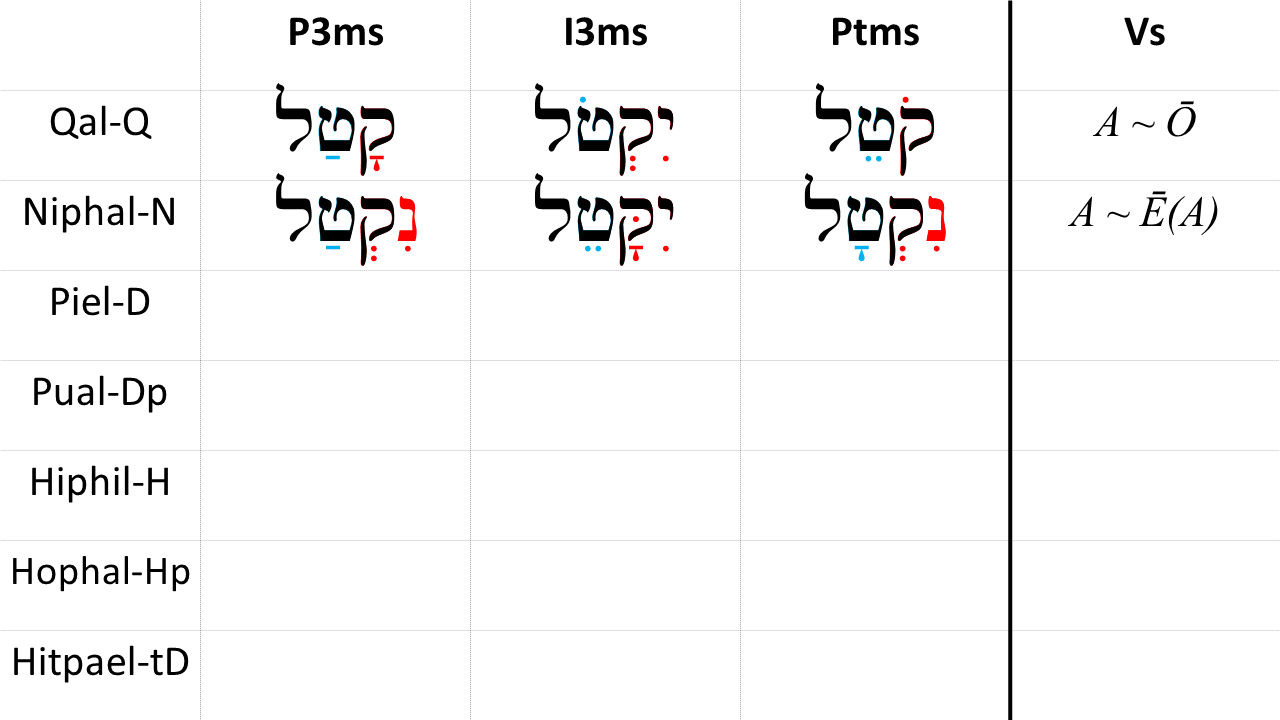 P3ms I3ms Ptms Vs
Qal-Q קָטַל יִקְטֹל קֹטֵל A ~ Ō
Niphal-N נִקְטַל יִקָּטֵל נִקְטָל A ~ Ē(A)
Piel-D
Pual-Dp
Hiphil-H
Hophal-Hp
Hitpael-tD